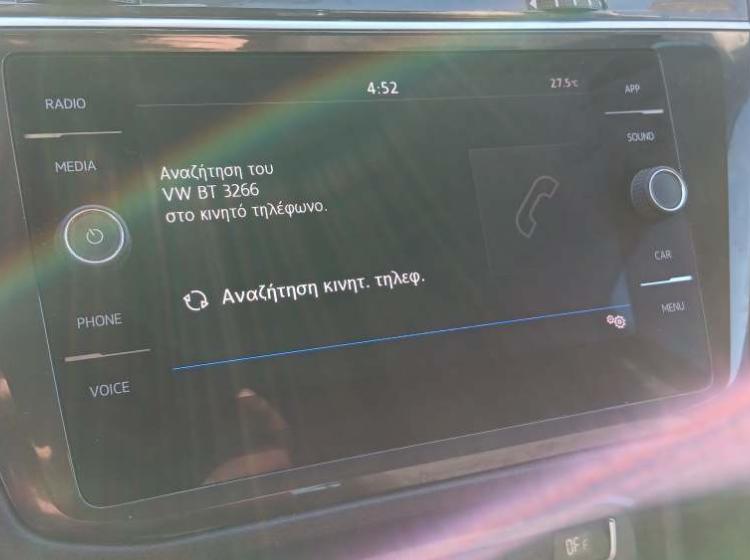 4:52
27.5°C
RADIO
MEDIA
PHONE
VOICE
Αναζήτηση του
VW BT 3266
στο κινητό τηλέφωνο.
Αναζήτηση κινητ. τηλεφ.
APP
SOUND
CAR
MENU
OFF